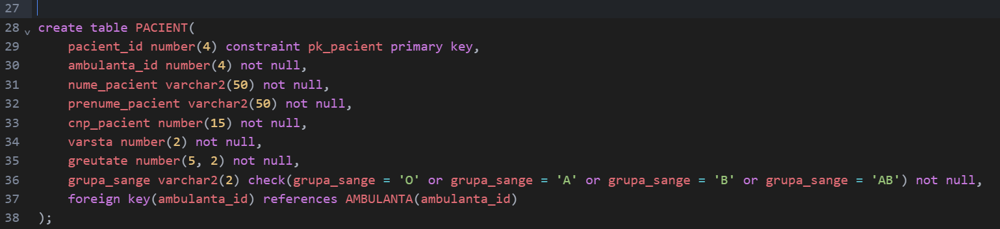 27
28 create table PACIENT(
29     pacient_id number(4) constraint pk_pacient primary key,
30     ambulanta_id number(4) not null,
31     nume_pacient varchar2(50) not null,
32     prenume_pacient varchar2(50) not null,
33     cnp_pacient number(15) not null,
34     varsta number(2) not null,
35     greutate number(5, 2) not null,
36     grupa_sange varchar2(2) check(grupa_sange = 'O' or grupa_sange = 'A' or grupa_sange = 'B' or grupa_sange = 'AB') not null,
37     foreign key(ambulanta_id) references AMBULANTA(ambulanta_id)
38 );